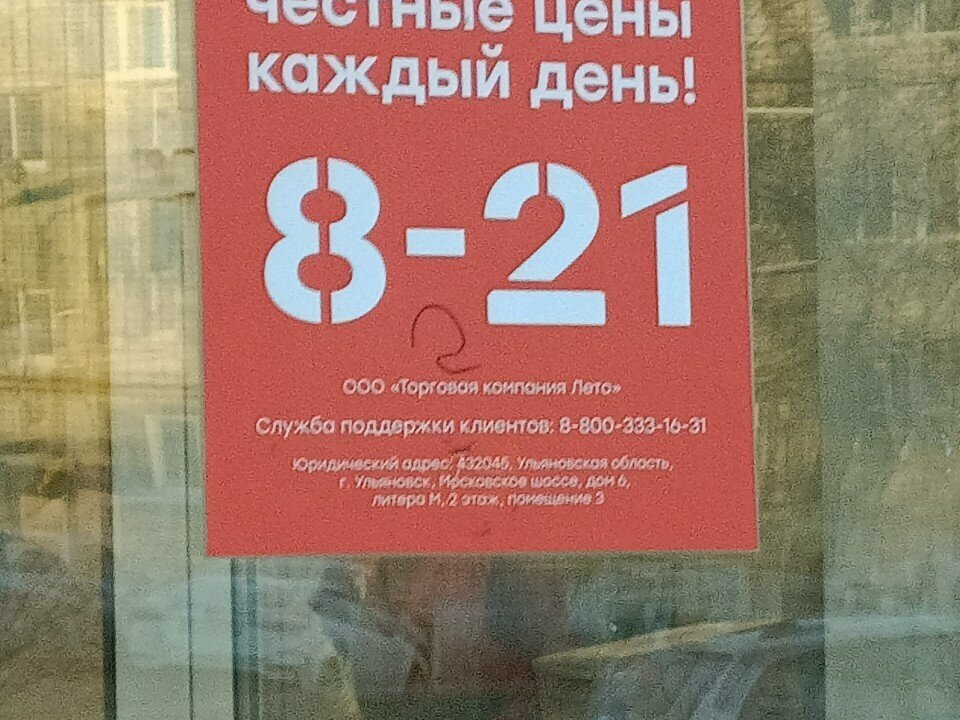 честные цены
каждый день!
8-21
ООО «Торговая компания Лето»
Служба поддержки клиентов: 8-800-333-16-31
Юридический адрес: 432045, Ульяновская область,
г. Ульяновск, Московское шоссе, дом 6,
литера М, 2 этаж, помещение 3